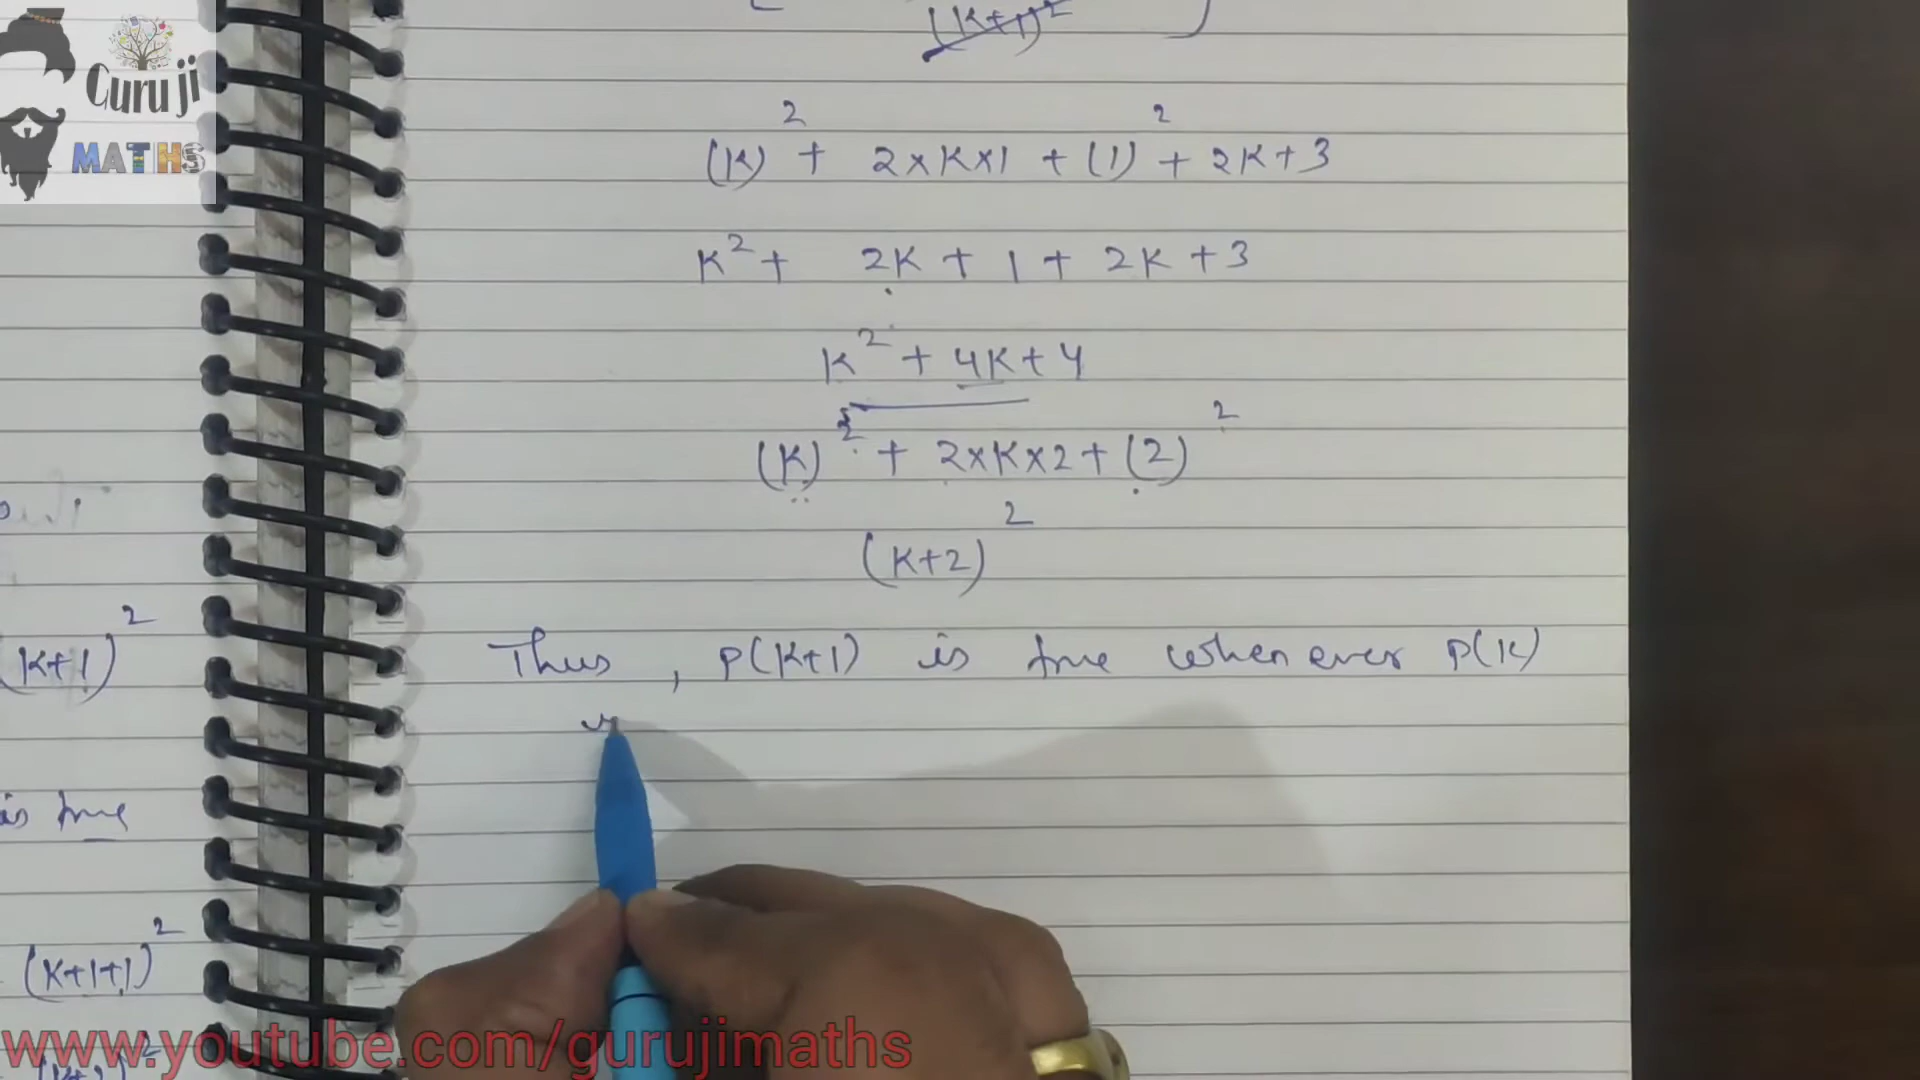 Guru ji
MATHS
(k+1)²
is true
(k+1+1)²
(k+1)²
(k)² + 2×k×1 + (1)² + 2k+3
k² + 2k + 1 + 2k + 3
k² + 4k + 4
(k)² + 2×k×2 + (2)²
(k+2)²
Thus, P(k+1) is true whenever P(k)
www.youtube.com/gurujimaths